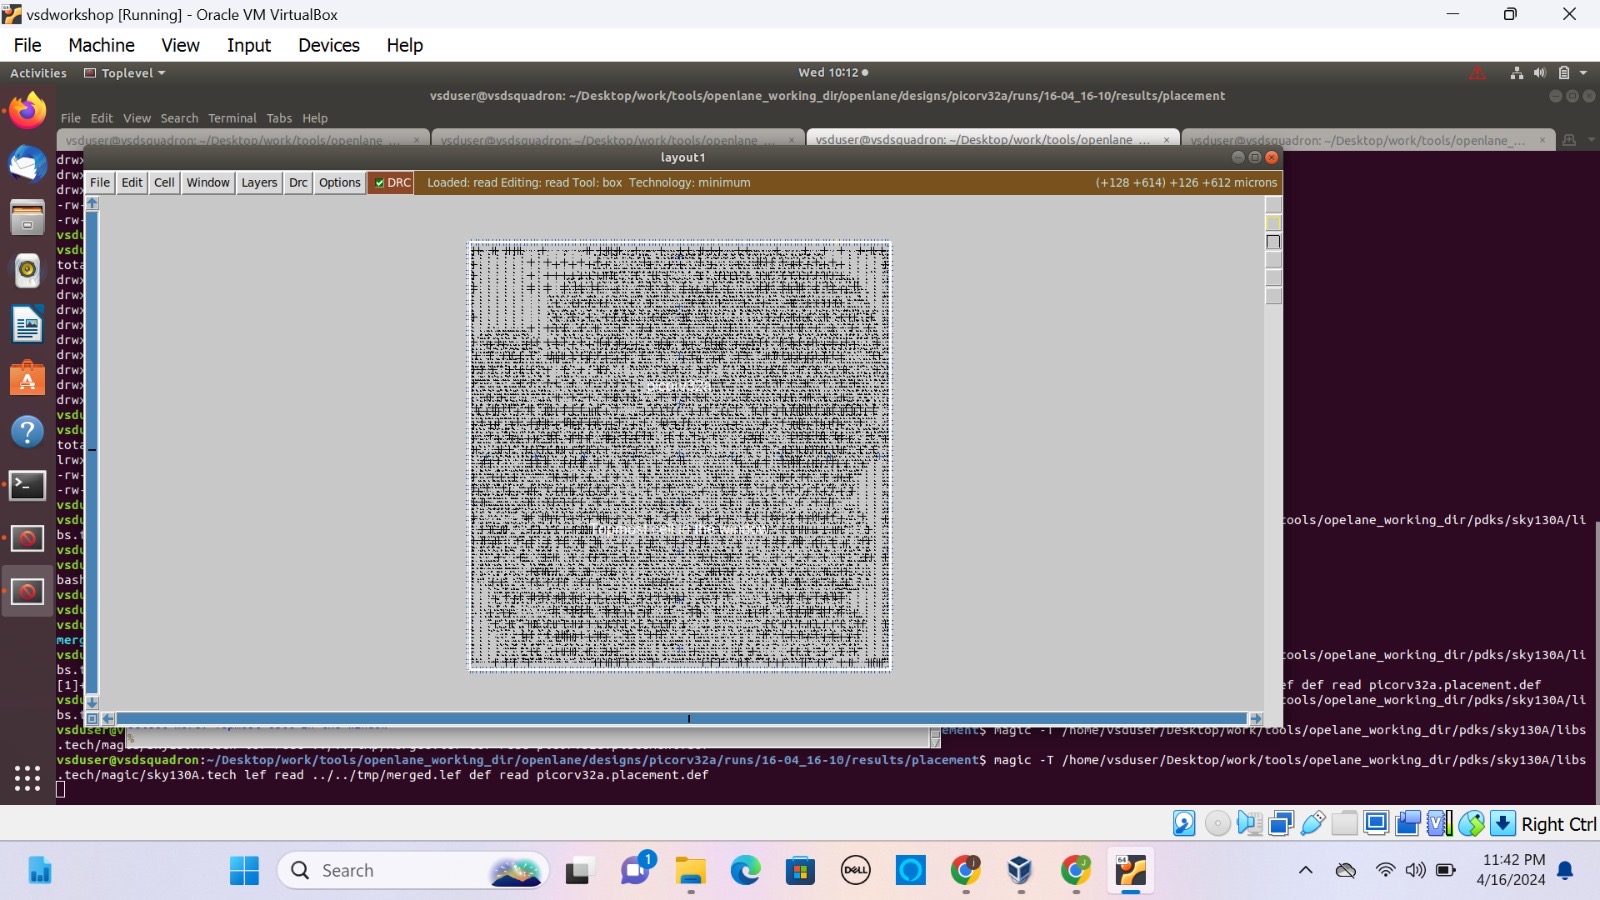 vsdworkshop [Running] - Oracle VM VirtualBox
File Machine View Input Devices Help
Activities Toplevel Wed 10:12
vsduser@vsdsquadron: ~/Desktop/work/tools/openlane_working_dir/openlane/designs/picorv32a/runs/16-04_16-10/results/placement
File Edit View Search Terminal Tabs Help
vsduser@vsdsquadron: ~/Desktop/work/tools/openlane_... vsduser@vsdsquadron: ~/Desktop/work/tools/openlane_... vsduser@vsdsquadron: ~/Desktop/work/tools/openlane_... vsduser@vsdsquadron: ~/Desktop/work/tools/openlane_...
layout1
File Edit Cell Window Layers Drc Options DRC Loaded: read Editing: read Tool: box Technology: minimum (+128 +614) +126 +612 microns
drwx
drwx
drwx
-rw-
-rw-
vsdu
tota
drwx
drwx
drwx
drwx
drwx
drwx
drwx
drwx
drwx
vsdu
vsdu
tota
lrwx
-rw-
-rw-
vsdu
vsdu ools/opelane_working_dir/pdks/sky130A/li
bs.t
vsdu
vsdu
bash
vsdu
vsdu
vsdu
merg
vsdu ools/openlane_working_dir/pdks/sky130A/li
bs.t
[1]+ ef def read picorv32a.placement.def
vsdu ools/openlane_working_dir/pdks/sky130A/li
bs.t
vsduser@v ement$ magic -T /home/vsduser/Desktop/work/tools/openlane_working_dir/pdks/sky130A/libs
%
vsduser@vsdsquadron:~/Desktop/work/tools/openlane_working_dir/openlane/designs/picorv32a/runs/16-04_16-10/results/placement$ magic -T /home/vsduser/Desktop/work/tools/openlane_working_dir/pdks/sky130A/libs
.tech/magic/sky130A.tech lef read ../../tmp/merged.lef def read picorv32a.placement.def
Right Ctrl
Search
1
DELL
64
11:42 PM
4/16/2024